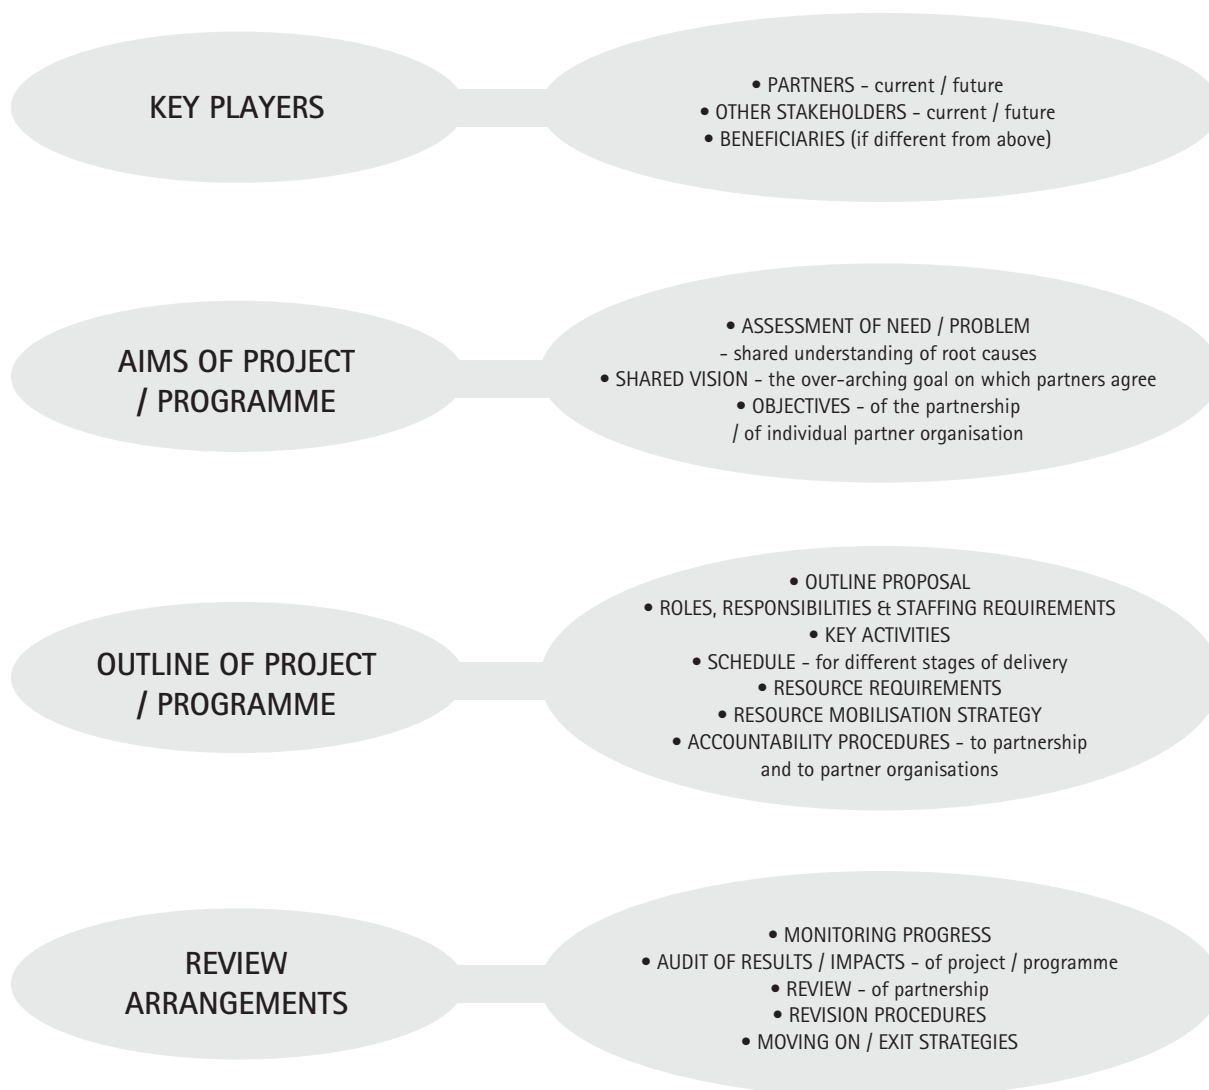 KEY PLAYERS
• PARTNERS - current / future
• OTHER STAKEHOLDERS - current / future
• BENEFICIARIES (if different from above)
AIMS OF PROJECT
/ PROGRAMME
• ASSESSMENT OF NEED / PROBLEM
- shared understanding of root causes
• SHARED VISION - the over-arching goal on which partners agree
• OBJECTIVES - of the partnership
/ of individual partner organisation
OUTLINE OF PROJECT
/ PROGRAMME
• OUTLINE PROPOSAL
• ROLES, RESPONSIBILITIES & STAFFING REQUIREMENTS
• KEY ACTIVITIES
• SCHEDULE - for different stages of delivery
• RESOURCE REQUIREMENTS
• RESOURCE MOBILISATION STRATEGY
• ACCOUNTABILITY PROCEDURES - to partnership
and to partner organisations
REVIEW
ARRANGEMENTS
• MONITORING PROGRESS
• AUDIT OF RESULTS / IMPACTS - of project / programme
• REVIEW - of partnership
• REVISION PROCEDURES
• MOVING ON / EXIT STRATEGIES